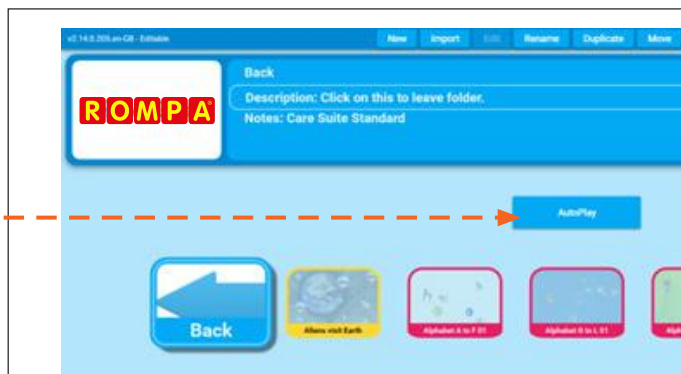 v2.14.0.205.en-GB - Editable
New Import Edit Rename Duplicate Move
ROMPA®
Back
Description: Click on this to leave folder.
Notes: Care Suite Standard
AutoPlay
Back
Aliens visit Earth
Alphabet A to F 01
Alphabet G to L 01